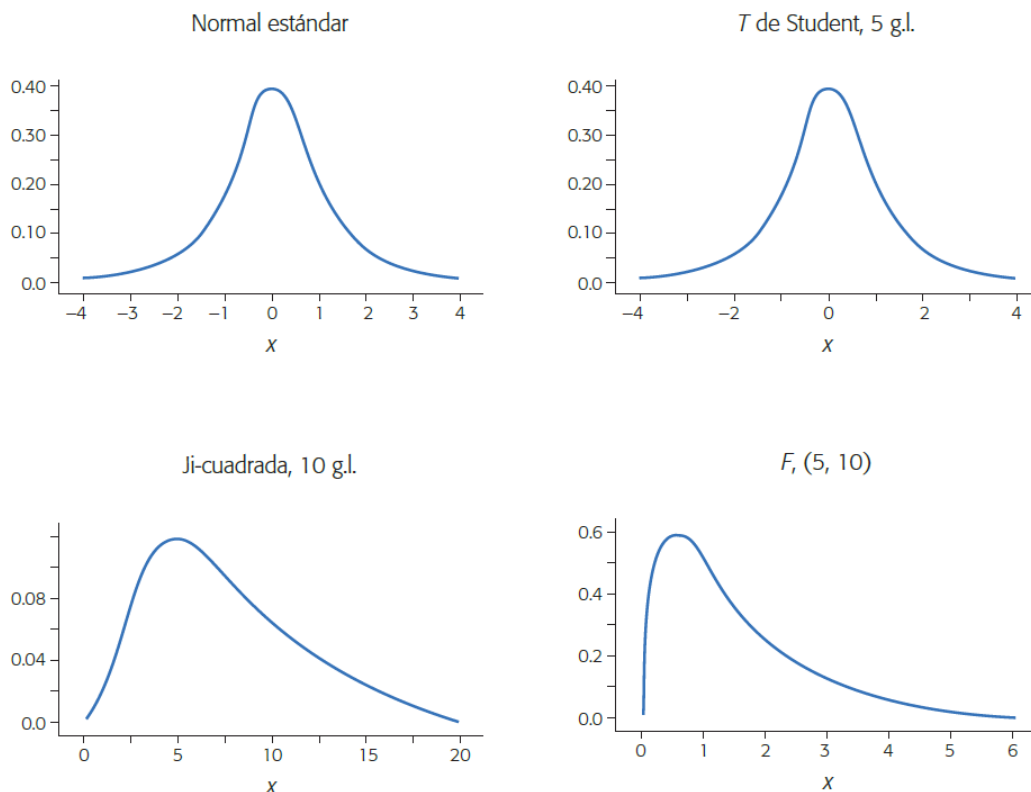 Normal estándar
0.40
0.30
0.20
0.10
0.0
−4 −3 −2 −1 0 1 2 3 4
x
T de Student, 5 g.l.
0.40
0.30
0.20
0.10
0.0
−4 −2 0 2 4
x
Ji-cuadrada, 10 g.l.
0.08
0.04
0.0
0 5 10 15 20
x
F, (5, 10)
0.6
0.4
0.2
0.0
0 1 2 3 4 5 6
x